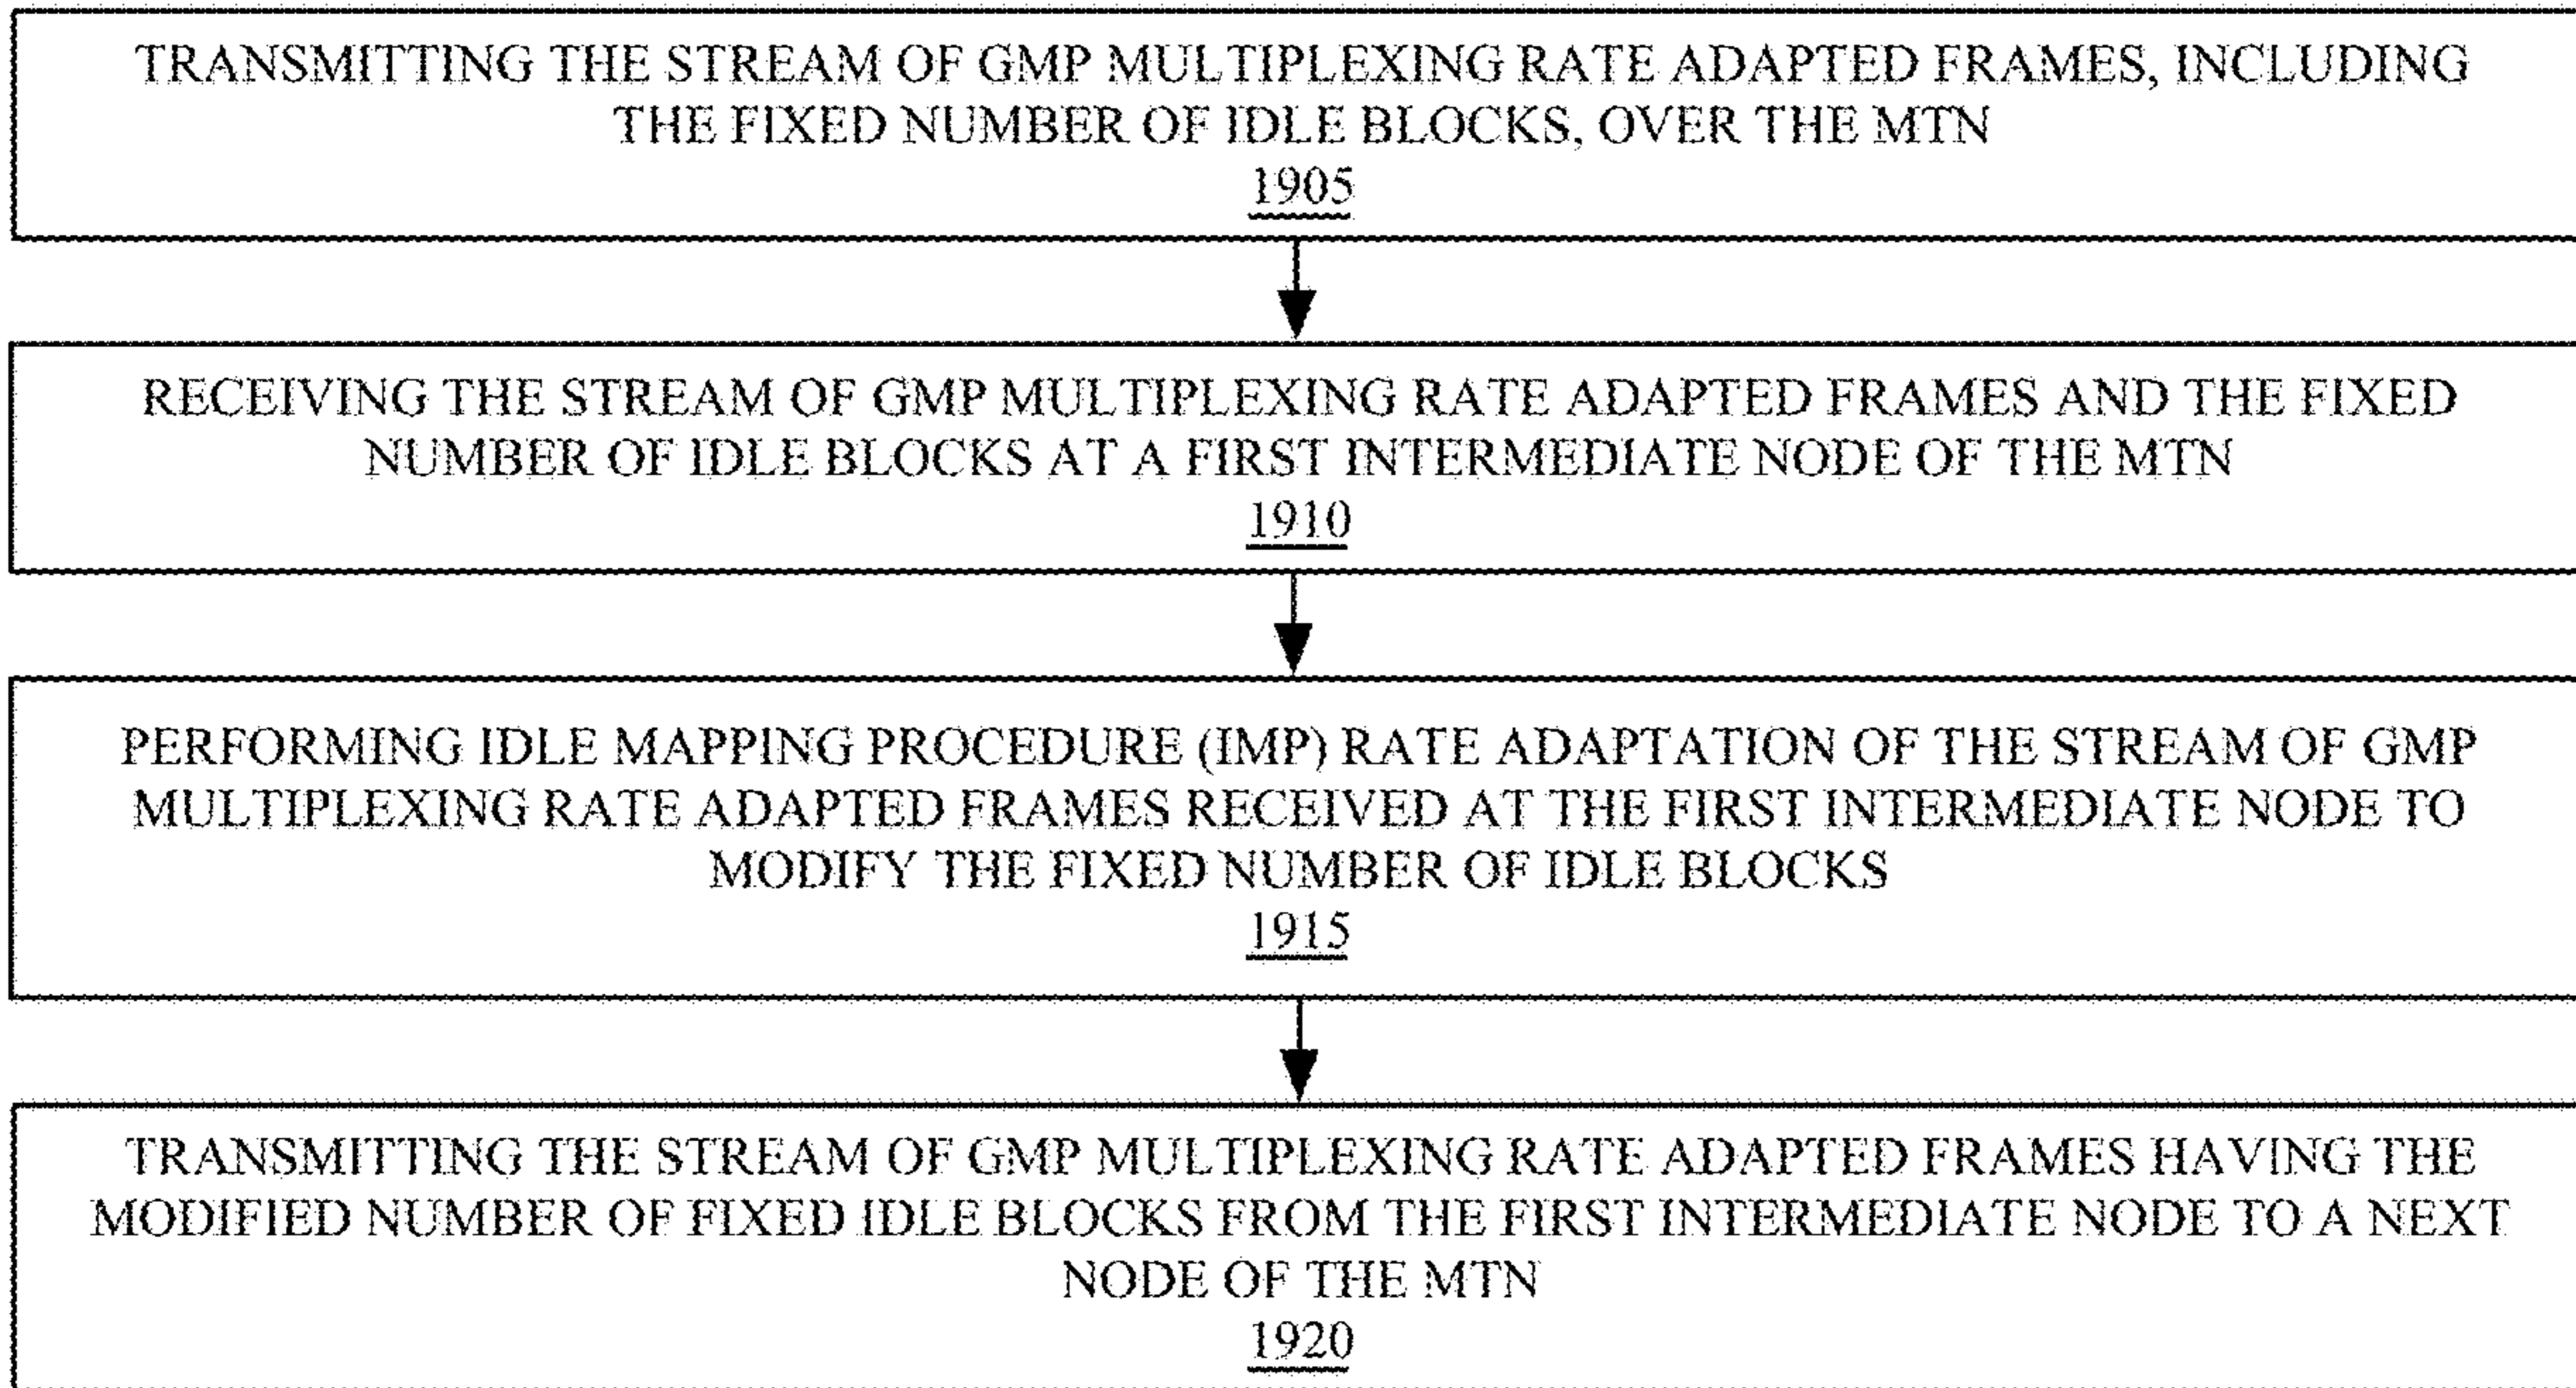 TRANSMITTING THE STREAM OF GMP MULTIPLEXING RATE ADAPTED FRAMES, INCLUDING
THE FIXED NUMBER OF IDLE BLOCKS, OVER THE MTN
1905
RECEIVING THE STREAM OF GMP MULTIPLEXING RATE ADAPTED FRAMES AND THE FIXED
NUMBER OF IDLE BLOCKS AT A FIRST INTERMEDIATE NODE OF THE MTN
1910
PERFORMING IDLE MAPPING PROCEDURE (IMP) RATE ADAPTATION OF THE STREAM OF GMP
MULTIPLEXING RATE ADAPTED FRAMES RECEIVED AT THE FIRST INTERMEDIATE NODE TO
MODIFY THE FIXED NUMBER OF IDLE BLOCKS
1915
TRANSMITTING THE STREAM OF GMP MULTIPLEXING RATE ADAPTED FRAMES HAVING THE
MODIFIED NUMBER OF FIXED IDLE BLOCKS FROM THE FIRST INTERMEDIATE NODE TO A NEXT
NODE OF THE MTN
1920